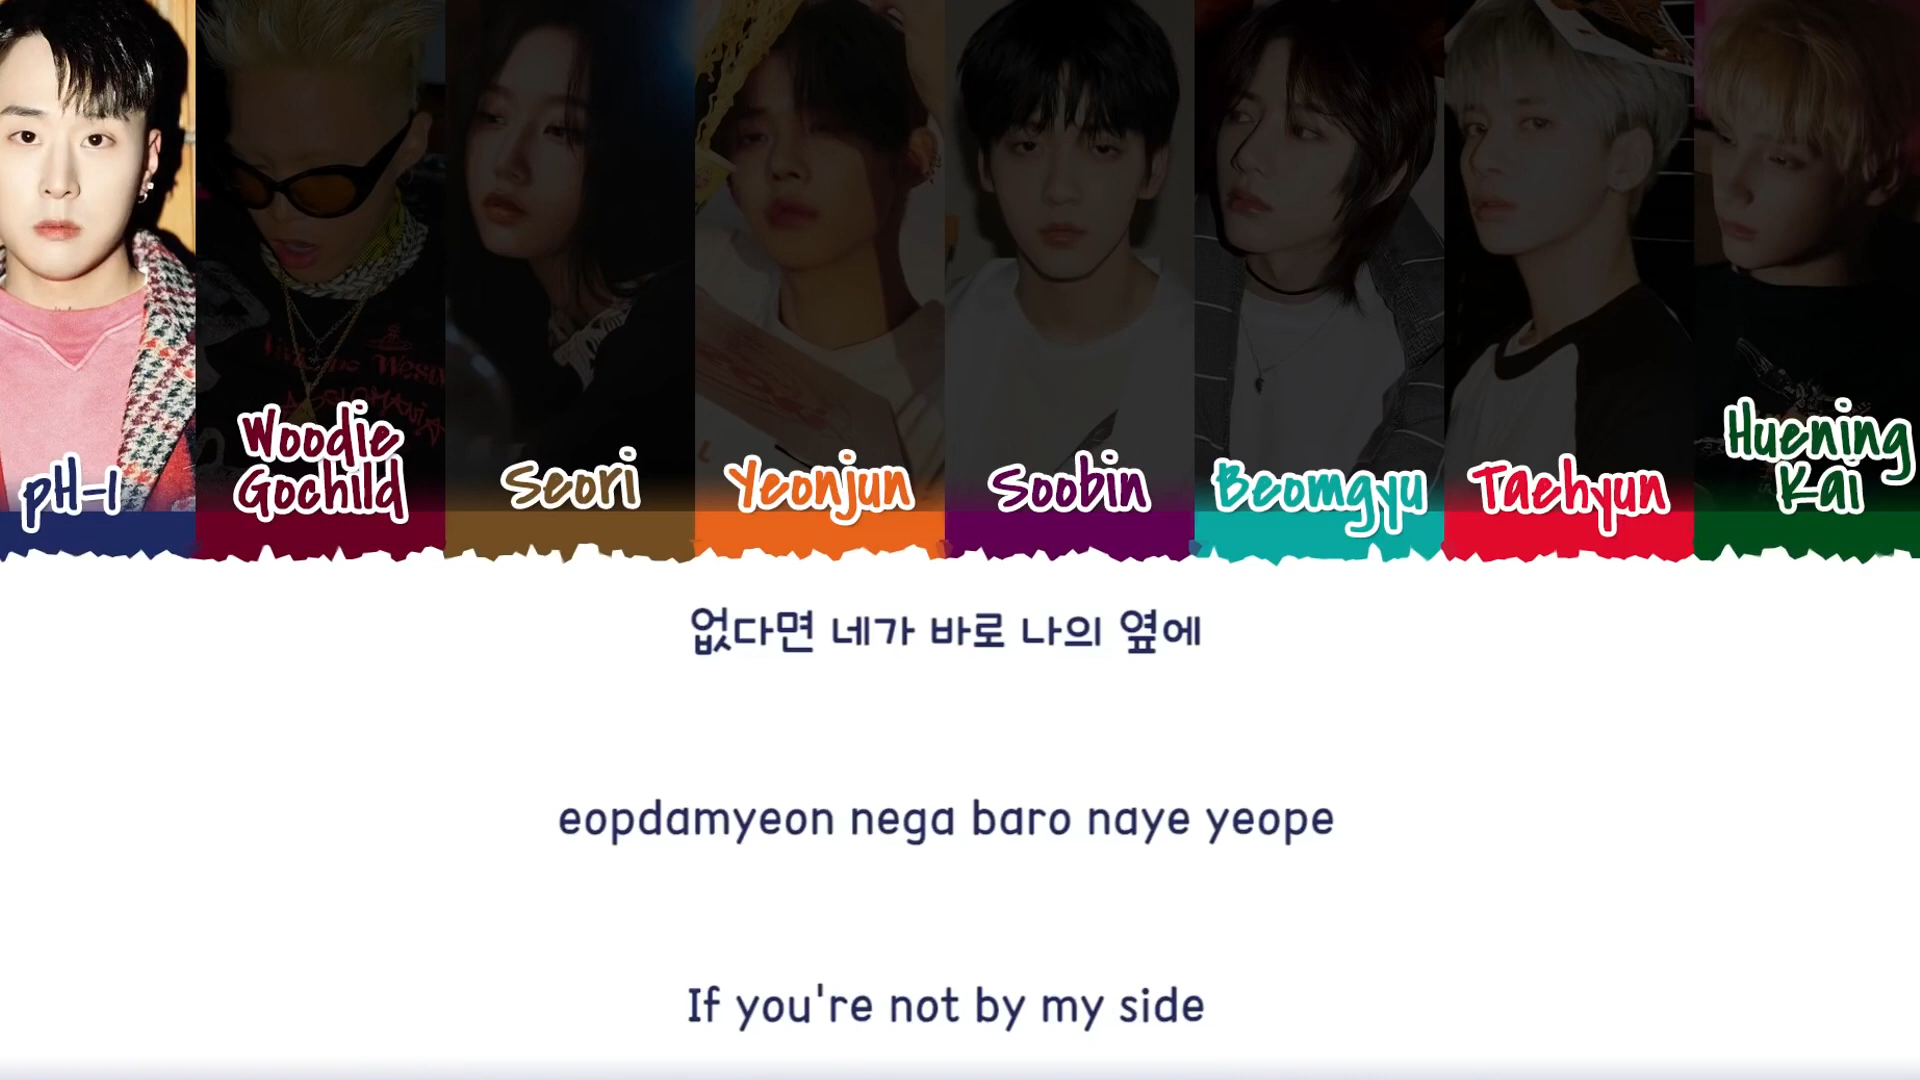 pH-1
Woodie
Gochild
Seori
Yeonjun
Soobin
Beomgyu
Taehyun
Huening
Kai
없다면 네가 바로 나의 옆에
eopdamyeon nega baro naye yeope
If you're not by my side